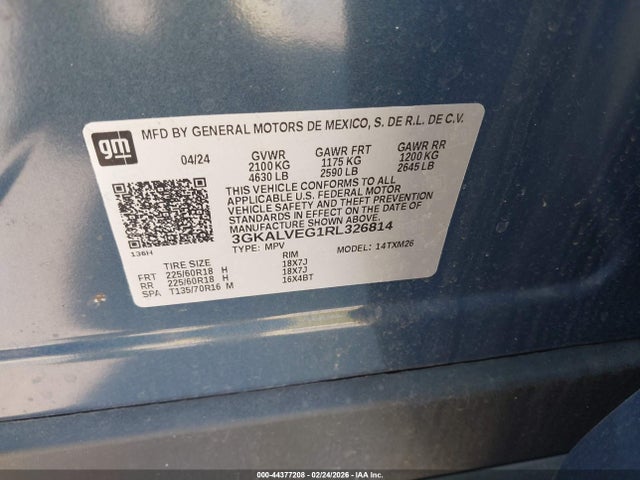 gm
MFD BY GENERAL MOTORS DE MEXICO, S. DE R.L. DE C.V.
04/24 GVWR GAWR FRT GAWR RR
2100 KG 1175 KG 1200 KG
4630 LB 2590 LB 2645 LB
THIS VEHICLE CONFORMS TO ALL
APPLICABLE U.S. FEDERAL MOTOR
VEHICLE SAFETY AND THEFT PREVENTION
STANDARDS IN EFFECT ON THE DATE OF
MANUFACTURE SHOWN ABOVE.
3GKALVEG1RL326814
136H TYPE: MPV MODEL: 14TXM26
TIRE SIZE RIM
FRT 225/60R18 H 18X7J
RR 225/60R18 H 18X7J
SPA T135/70R16 M 16X4BT
000-44377208 - 02/24/2026 - IAAI Inc.